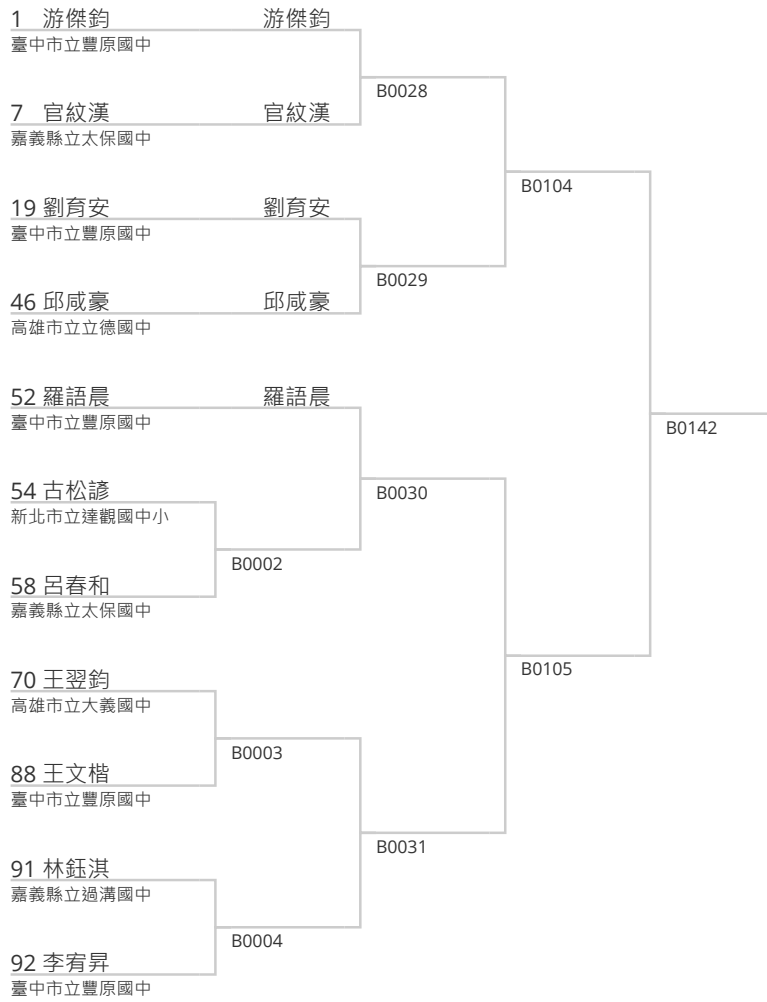 1 游傑鈞 游傑鈞
臺中市立豐原國中
B0028
7 官紋漢 官紋漢
嘉義縣立太保國中
B0104
19 劉育安 劉育安
臺中市立豐原國中
B0029
46 邱咸豪 邱咸豪
高雄市立立德國中
52 羅語晨 羅語晨
臺中市立豐原國中
B0142
54 古松諺
新北市立達觀國中小
B0030
B0002
58 呂春和
嘉義縣立太保國中
B0105
70 王翌鈞
高雄市立大義國中
B0003
88 王文楷
臺中市立豐原國中
B0031
91 林鈺淇
嘉義縣立過溝國中
B0004
92 李宥昇
臺中市立豐原國中